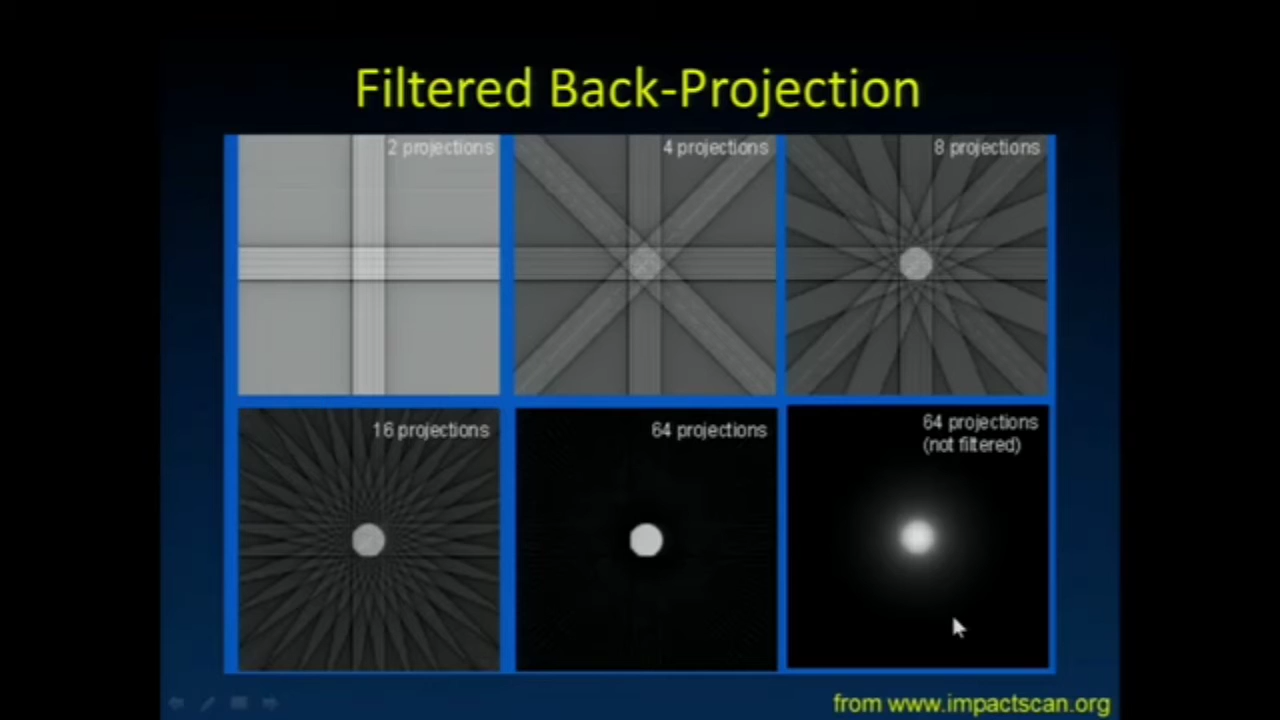 Filtered Back-Projection
2 projections
4 projections
8 projections
16 projections
64 projections
64 projections
(not filtered)
from www.impactscan.org